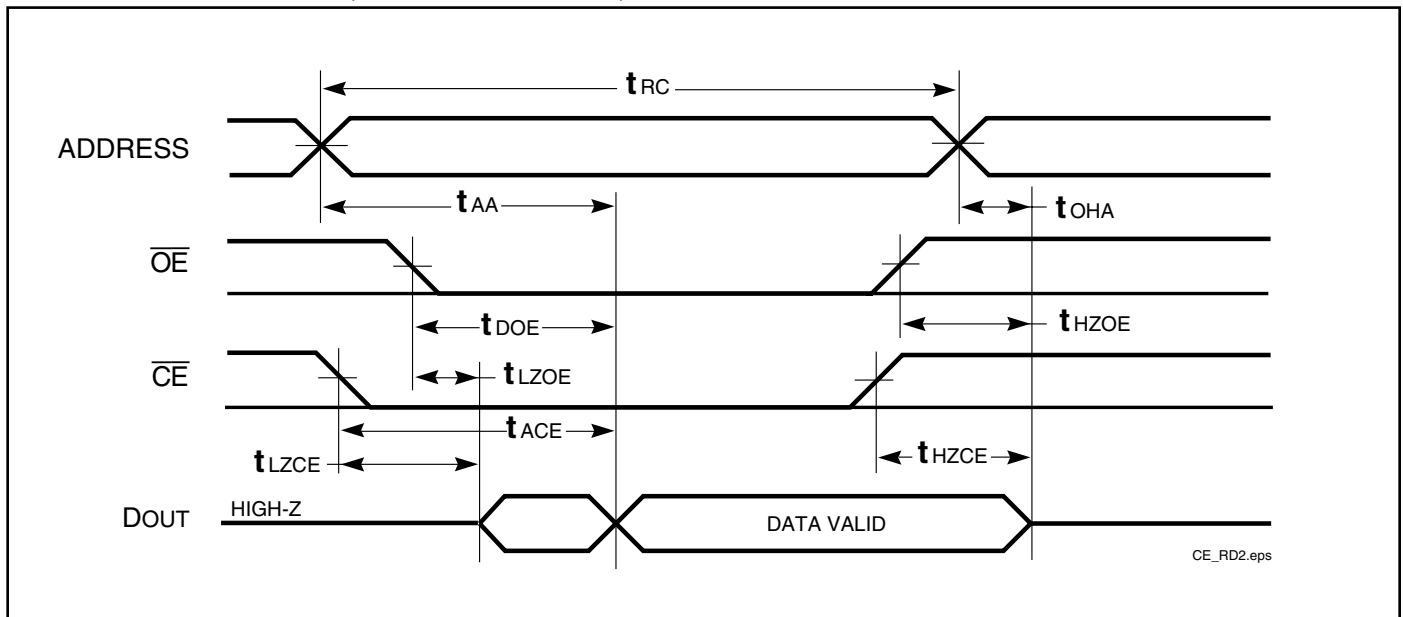 tRC
ADDRESS
tAA
tOHA
OE
tDOE
tHZOE
CE
tLZOE
tACE
tLZCE
tHZCE
DOUT
HIGH-Z
DATA VALID
CE_RD2.eps